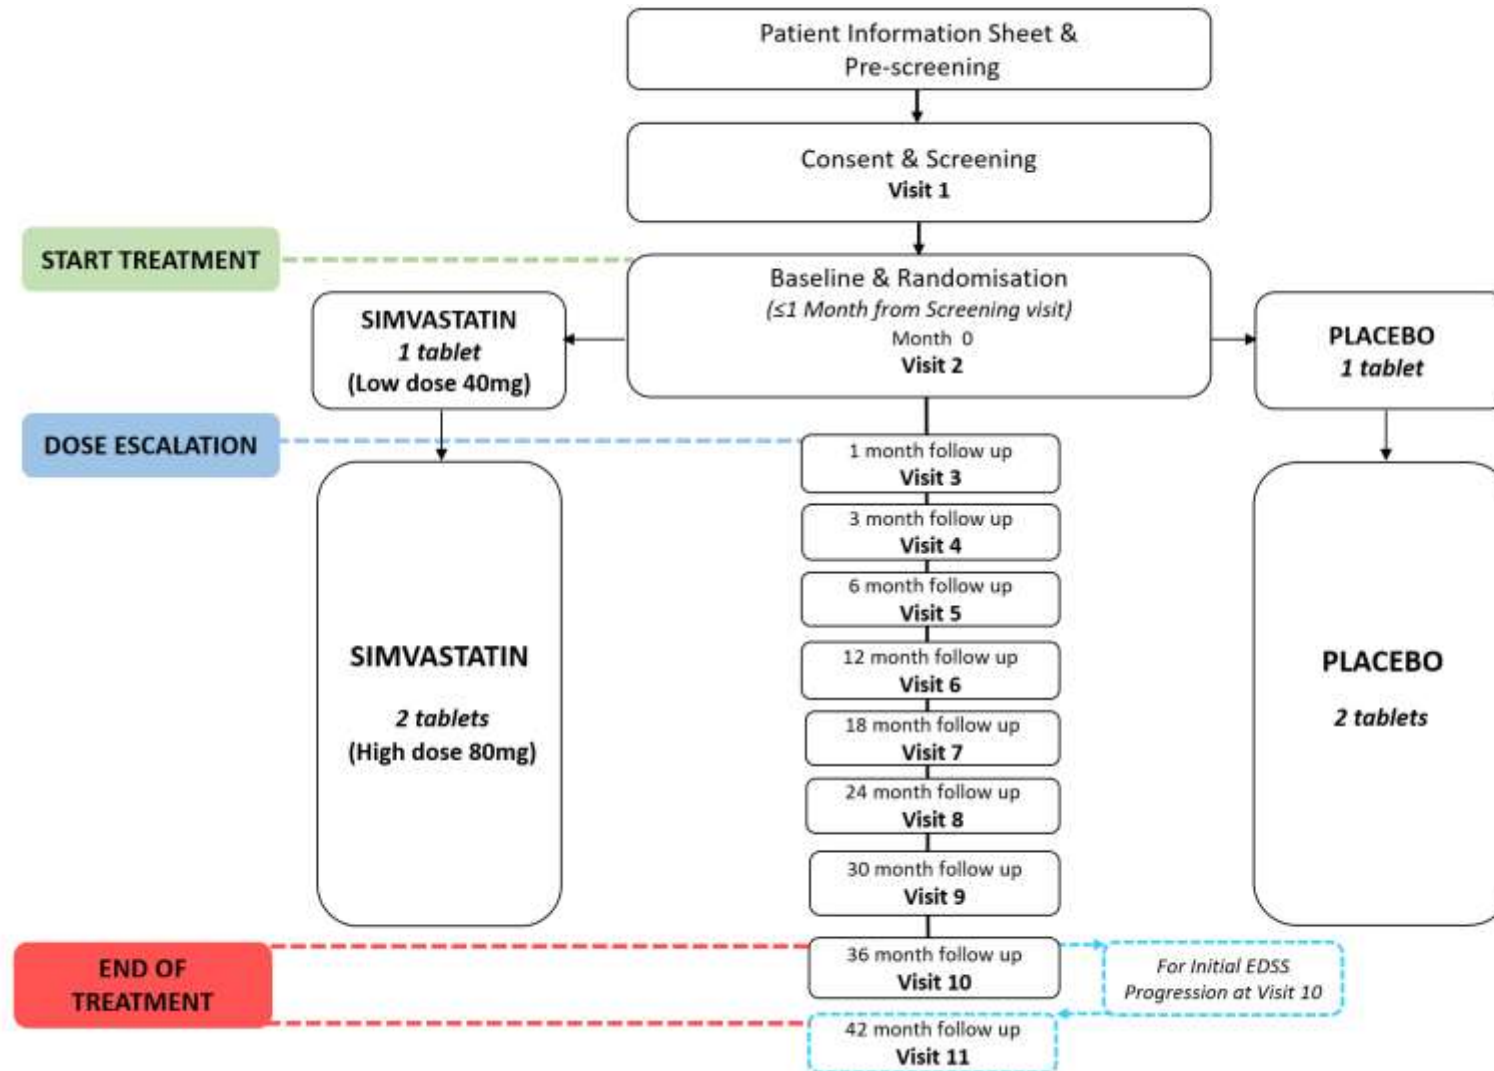 Patient Information Sheet &
Pre-screening
Consent & Screening
Visit 1
START TREATMENT
Baseline & Randomisation
(≤1 Month from Screening visit)
Month 0
Visit 2
SIMVASTATIN
1 tablet
(Low dose 40mg)
PLACEBO
1 tablet
DOSE ESCALATION
1 month follow up
Visit 3
3 month follow up
Visit 4
6 month follow up
Visit 5
12 month follow up
Visit 6
18 month follow up
Visit 7
24 month follow up
Visit 8
30 month follow up
Visit 9
SIMVASTATIN
2 tablets
(High dose 80mg)
PLACEBO
2 tablets
END OF
TREATMENT
36 month follow up
Visit 10
For Initial EDSS
Progression at Visit 10
42 month follow up
Visit 11